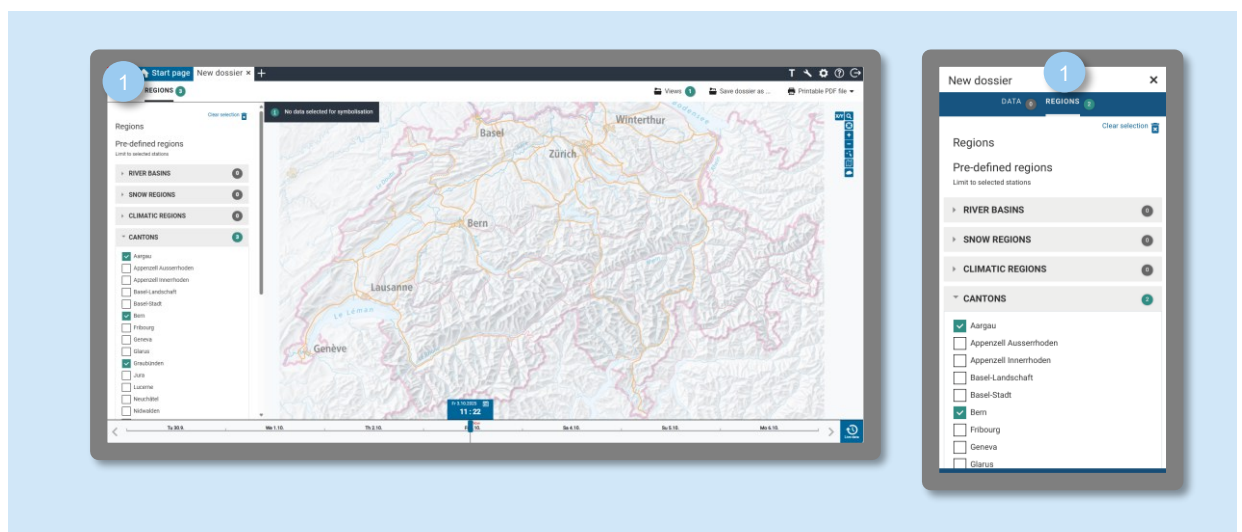 1
Start page New dossier × +
T
REGIONS 3
Views 1 Save dossier as ... Printable PDF file
Clear selection
No data selected for symbolisation
Regions
Pre-defined regions
Limit to selected stations
RIVER BASINS 0
SNOW REGIONS 0
CLIMATIC REGIONS 0
CANTONS 3
Aargau
Appenzell Ausserrhoden
Appenzell Innerrhoden
Basel-Landschaft
Basel-Stadt
Bern
Fribourg
Geneva
Glarus
Graubünden
Jura
Lucerne
Neuchâtel
Nidwalden
Bodensee
Winterthur
Basel
Zürich
Bern
Lausanne
Le Léman
Genève
X/Y
11 : 22
Tu 30.9. We 1.10. Th 2.10. Sa 4.10. Su 5.10. Mo 6.10.
1
New dossier ×
DATA 0 REGIONS 2
Clear selection
Regions
Pre-defined regions
Limit to selected stations
RIVER BASINS 0
SNOW REGIONS 0
CLIMATIC REGIONS 0
CANTONS 2
Aargau
Appenzell Ausserrhoden
Appenzell Innerrhoden
Basel-Landschaft
Basel-Stadt
Bern
Fribourg
Geneva
Glarus